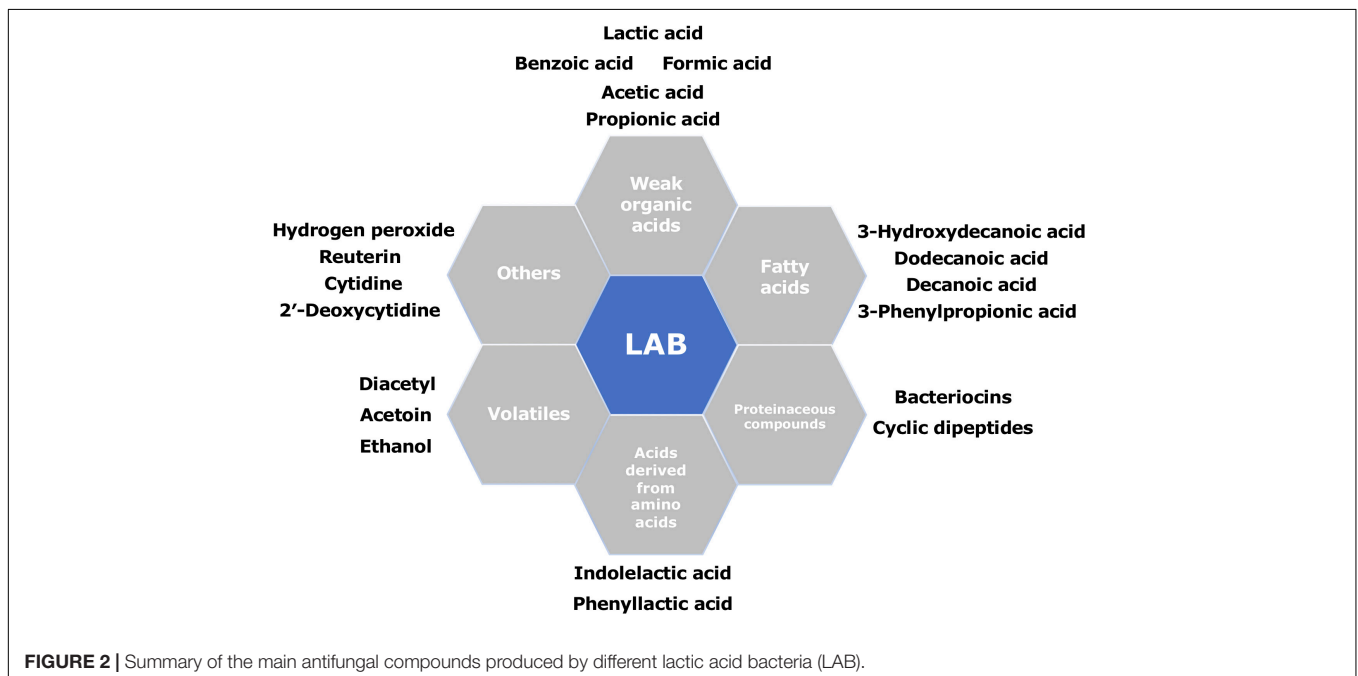 Lactic acid
Benzoic acid Formic acid
Acetic acid
Propionic acid
Weak
organic
acids
Hydrogen peroxide
Reuterin
Cytidine
2′-Deoxycytidine
Others
Fatty
acids
3-Hydroxydecanoic acid
Dodecanoic acid
Decanoic acid
3-Phenylpropionic acid
LAB
Diacetyl
Acetoin
Ethanol
Volatiles
Proteinaceous
compounds
Bacteriocins
Cyclic dipeptides
Acids
derived
from
amino
acids
Indolelactic acid
Phenyllactic acid
FIGURE 2 | Summary of the main antifungal compounds produced by different lactic acid bacteria (LAB).